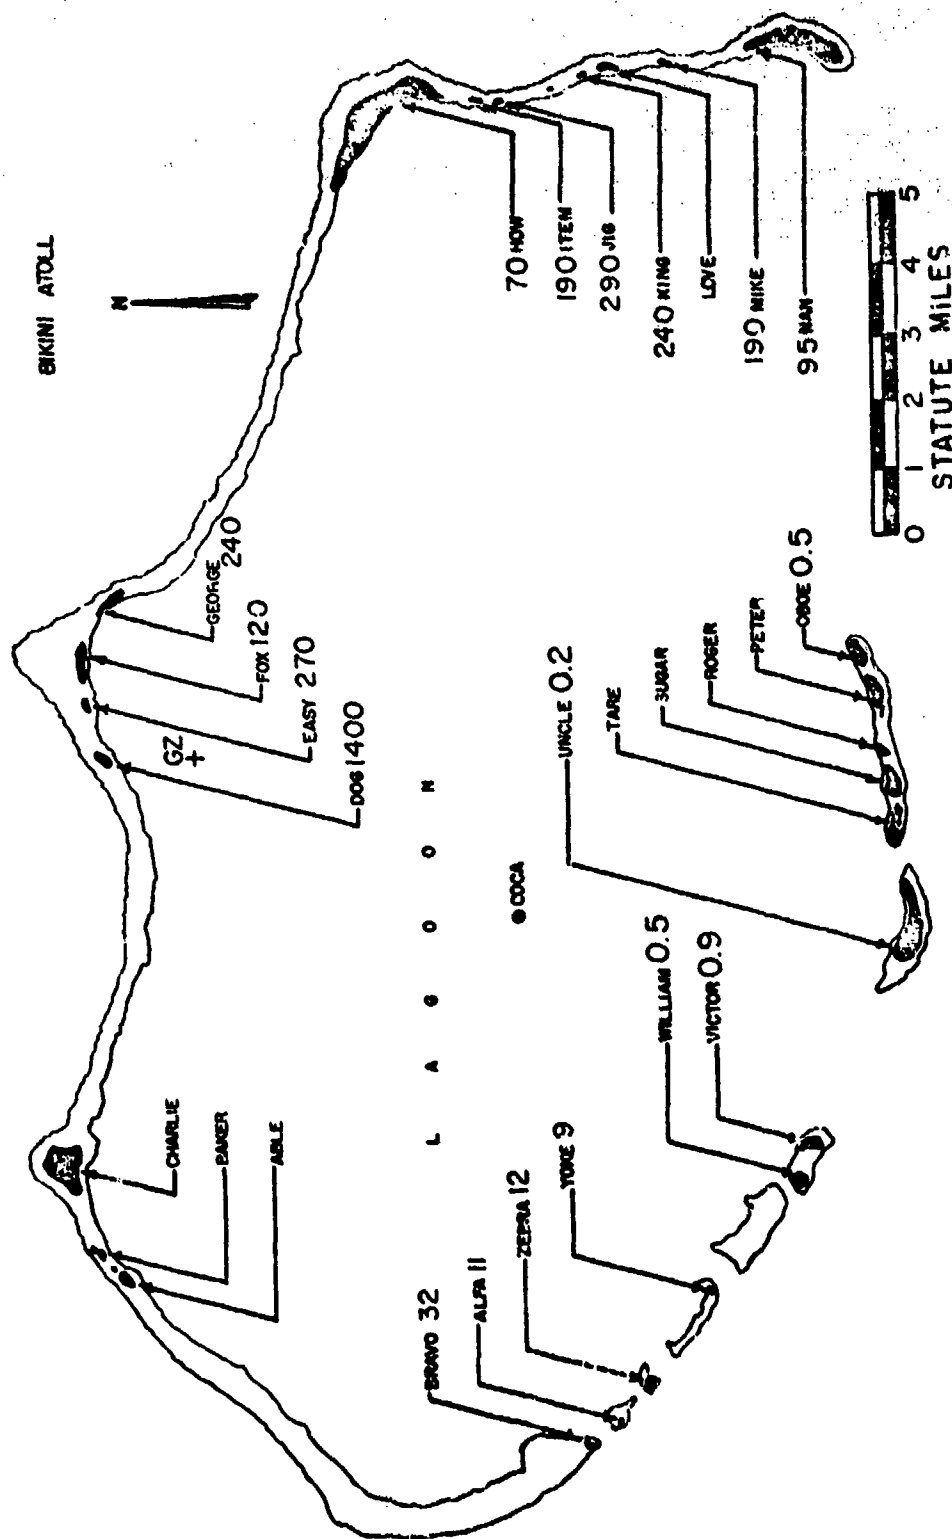 BIKINI ATOLL
N
GEORGE 240
FOX 120
EASY 270
GZ
+
DOG 1400
CHARLIE
BAKER
ABLE
70 HOW
190 ITEM
290 JIG
240 KING
LOVE
190 MIKE
95 NAN
LAGOON
COCA
BRAVO 32
ALFA 11
ZEBRA 12
YOKE 9
WILLIAM 0.5
VICTOR 0.9
UNCLE 0.2
TARE
SUGAR
ROGER
PETER
OBOE 0.5
0 1 2 3 4 5
STATUTE MILES